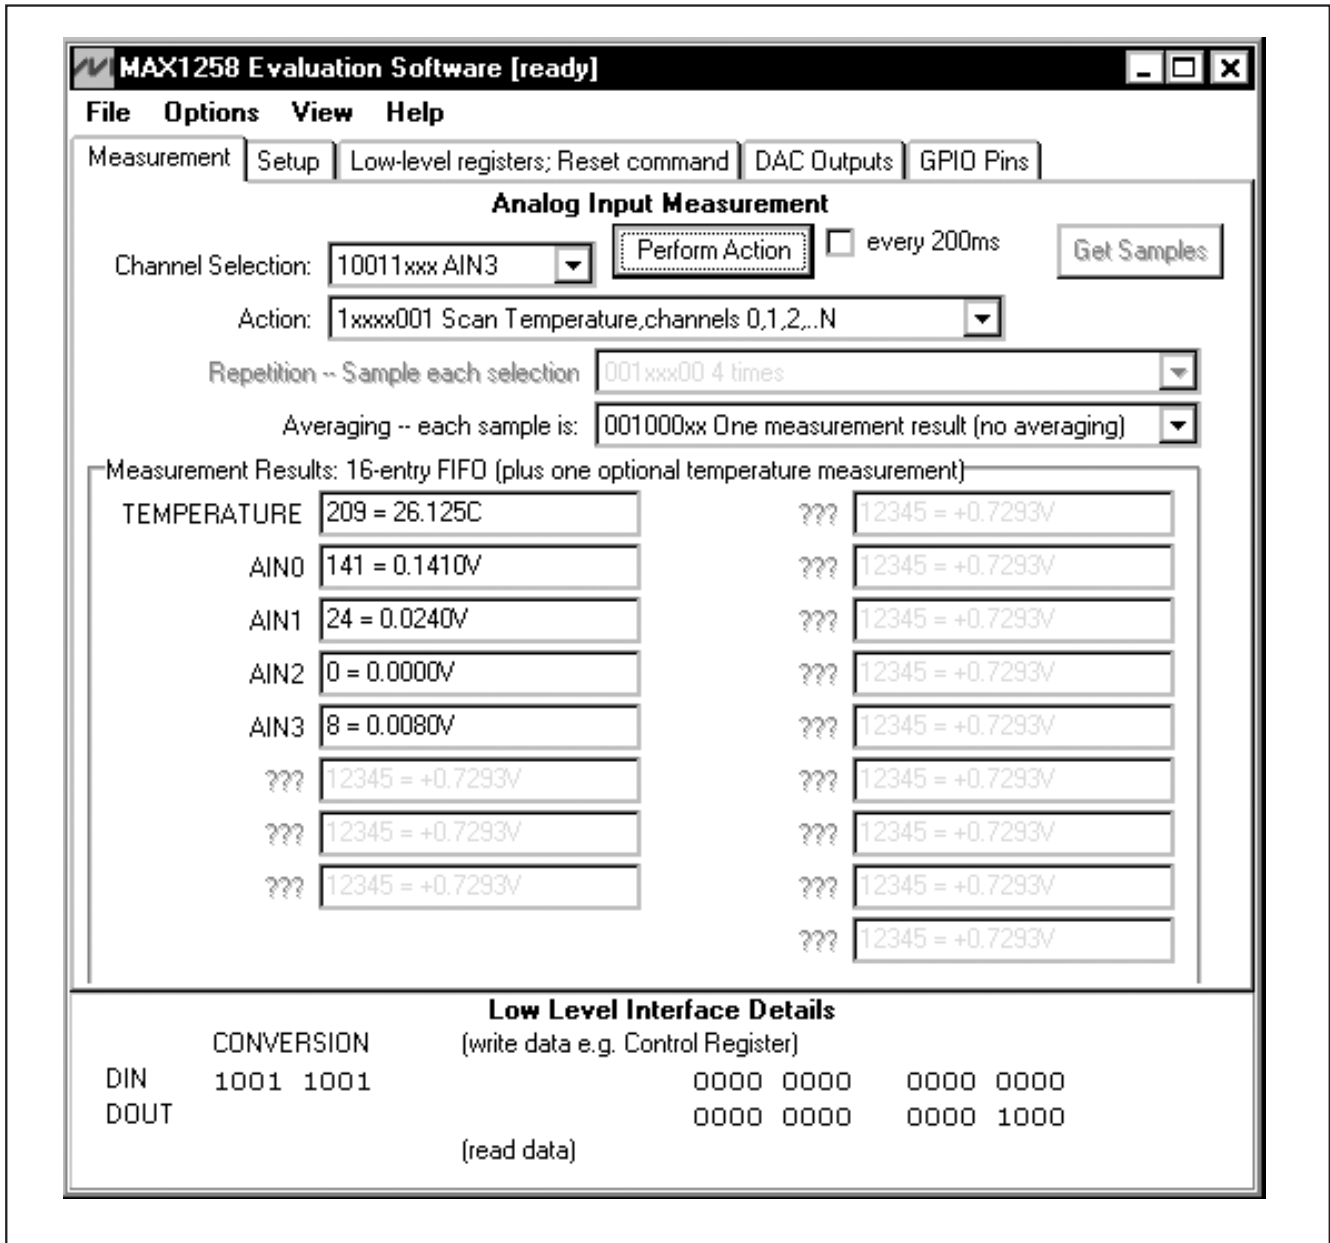 MAX1258 Evaluation Software [ready]
File Options View Help
Measurement Setup Low-level registers; Reset command DAC Outputs GPIO Pins
Analog Input Measurement
Channel Selection: 10011xxx AIN3 Perform Action every 200ms Get Samples
Action: 1xxxx001 Scan Temperature,channels 0,1,2,..N
Repetition -- Sample each selection 001xxx00 4 times
Averaging -- each sample is: 001000xx One measurement result (no averaging)
Measurement Results: 16-entry FIFO (plus one optional temperature measurement)
TEMPERATURE 209 = 26.125C ??? 12345 = +0.7293V
AIN0 141 = 0.1410V ??? 12345 = +0.7293V
AIN1 24 = 0.0240V ??? 12345 = +0.7293V
AIN2 0 = 0.0000V ??? 12345 = +0.7293V
AIN3 8 = 0.0080V ??? 12345 = +0.7293V
??? 12345 = +0.7293V ??? 12345 = +0.7293V
??? 12345 = +0.7293V ??? 12345 = +0.7293V
??? 12345 = +0.7293V ??? 12345 = +0.7293V
??? 12345 = +0.7293V
Low Level Interface Details
CONVERSION (write data e.g. Control Register)
DIN 1001 1001 0000 0000 0000 0000
DOUT 0000 0000 0000 1000
(read data)